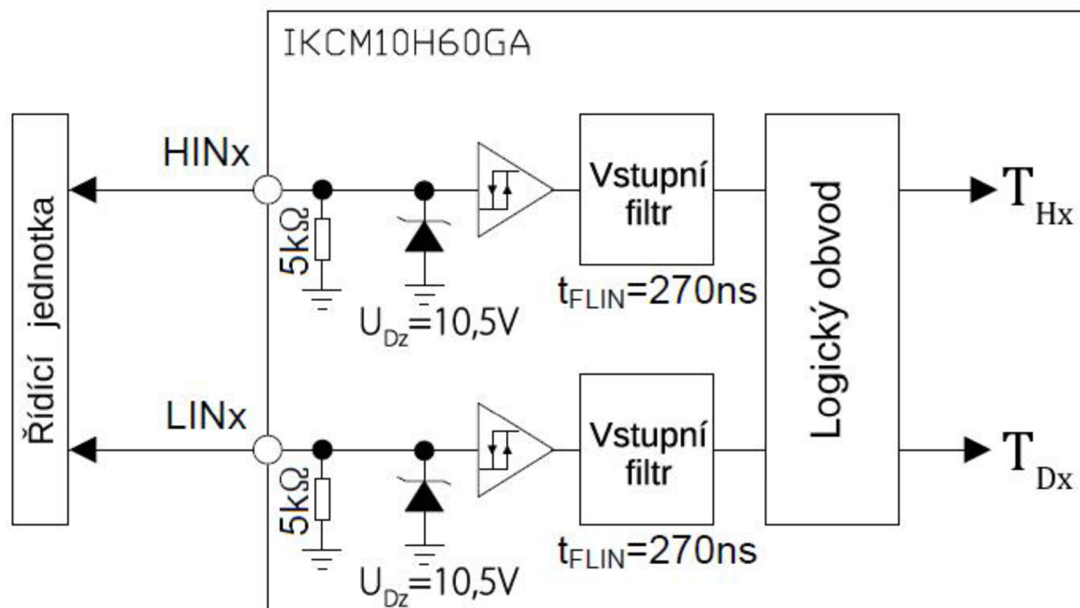 IKCM10H60GA
HINx
Řídící jednotka
5kΩ
U_Dz=10,5V
Vstupní
filtr
t_FLIN=270ns
Logický obvod
T_Hx
LINx
5kΩ
U_Dz=10,5V
Vstupní
filtr
t_FLIN=270ns
T_Dx